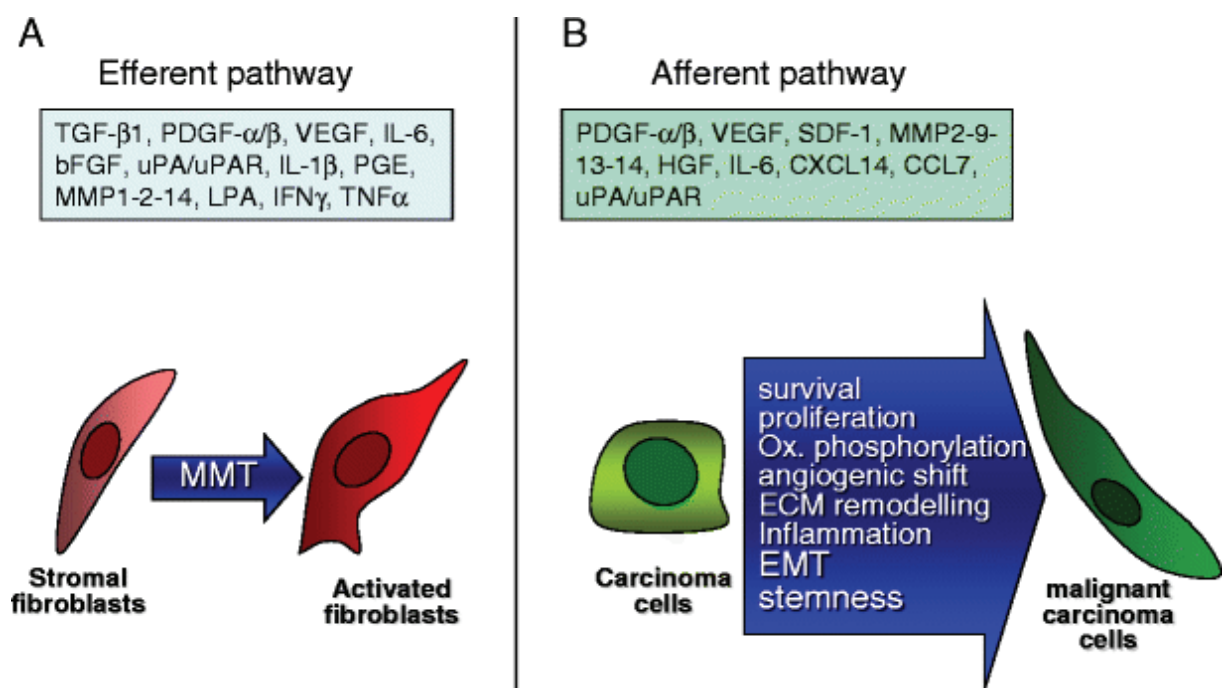 A
Efferent pathway
TGF-β1, PDGF-α/β, VEGF, IL-6,
bFGF, uPA/uPAR, IL-1β, PGE,
MMP1-2-14, LPA, IFNγ, TNFα
MMT
Stromal
fibroblasts
Activated
fibroblasts
B
Afferent pathway
PDGF-α/β, VEGF, SDF-1, MMP2-9-
13-14, HGF, IL-6, CXCL14, CCL7,
uPA/uPAR
survival
proliferation
Ox. phosphorylation
angiogenic shift
ECM remodelling
Inflammation
EMT
stemness
Carcinoma
cells
malignant
carcinoma
cells